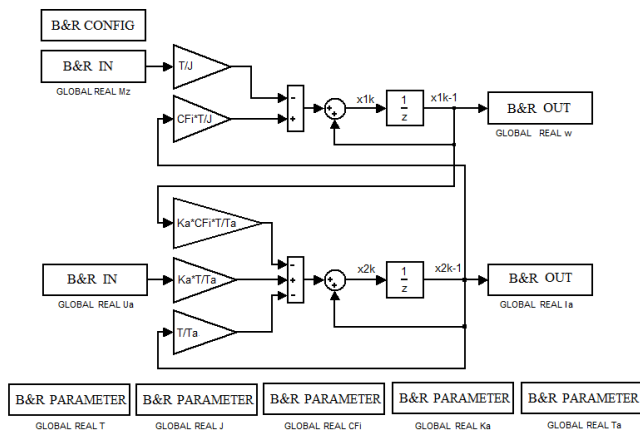 B&R CONFIG
B&R IN
GLOBAL REAL Mz
T/J
CFi*T/J
x1k
1
z
x1k-1
B&R OUT
GLOBAL REAL w
Ka*CFi*T/Ta
B&R IN
GLOBAL REAL Ua
Ka*T/Ta
T/Ta
x2k
1
z
x2k-1
B&R OUT
GLOBAL REAL Ia
B&R PARAMETER
GLOBAL REAL T
B&R PARAMETER
GLOBAL REAL J
B&R PARAMETER
GLOBAL REAL CFi
B&R PARAMETER
GLOBAL REAL Ka
B&R PARAMETER
GLOBAL REAL Ta